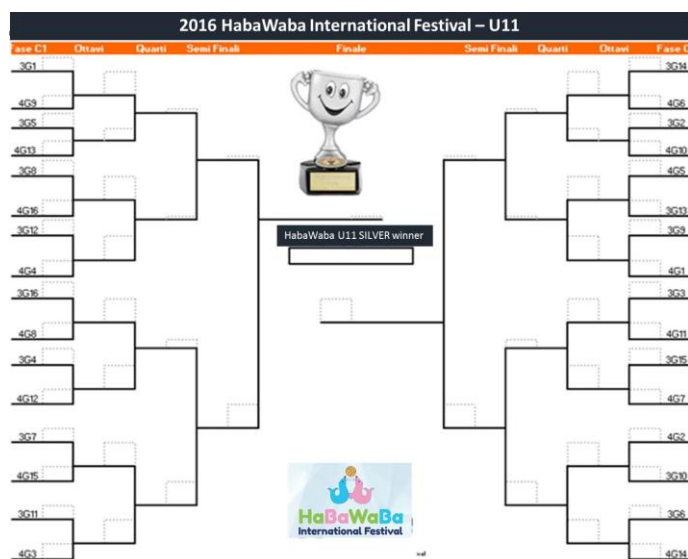 2016 HabaWaba International Festival – U11
Fase C1 Ottavi Quarti Semi Finali Finale Semi Finali Quarti Ottavi Fase C
3G1 3G14
4G9 4G6
3G5 3G2
4G13 4G10
3G8 4G5
4G16 3G13
3G12 3G9
4G4 4G1
3G16 3G3
4G8 4G11
3G4 3G15
4G12 4G7
3G7 4G2
4G15 3G10
3G11 3G6
4G3 4G14
HabaWaba U11 SILVER winner
HaBaWaBa
International Festival